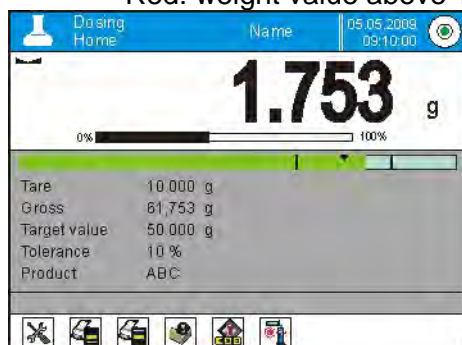 Red: weight value above
Dosing
Home
Name
05.05.2009
09:10:00
1.753 g
0% 100%
Tare 10.000 g
Gross 61,753 g
Target value 50.000 g
Tolerance 10 %
Product ABC